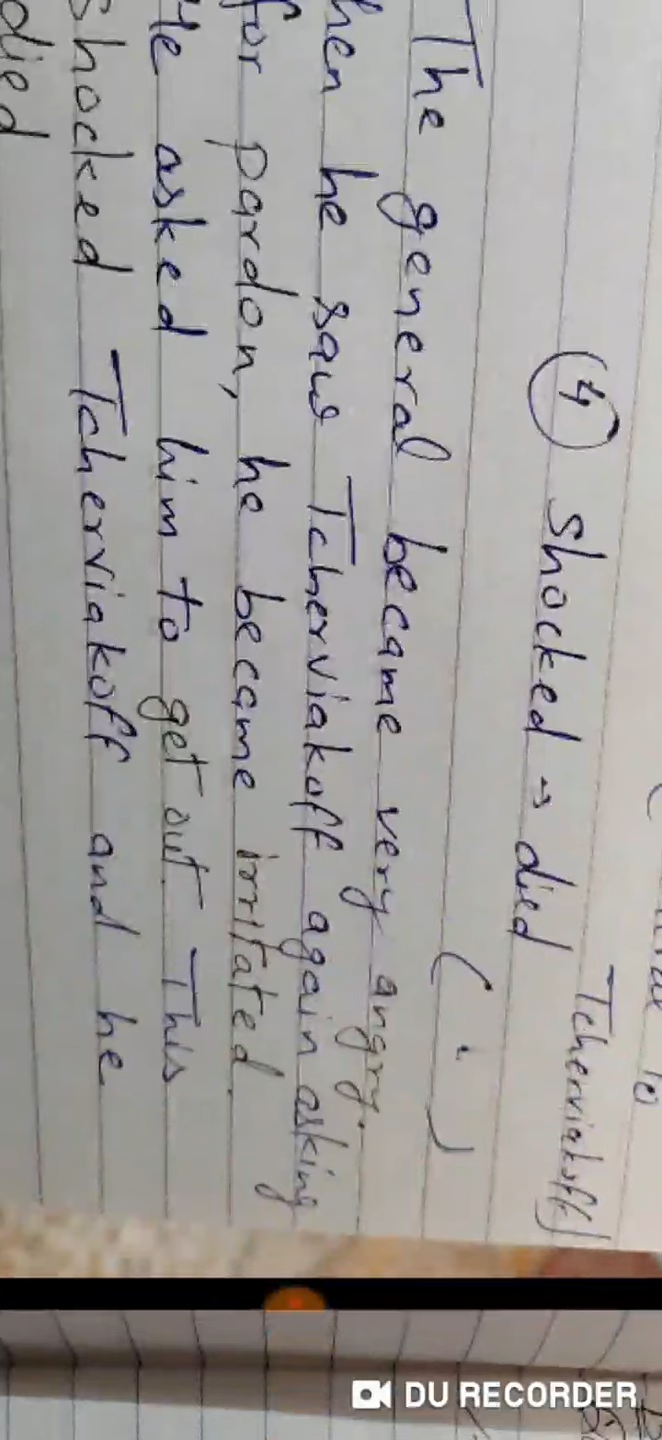 Tcherviakoff)
④ shocked → died
( . )
The general became very angry.
hen he saw Tcherviakoff again asking
for pardon, he became irritated.
He asked him to get out. This
shocked Tcherviakoff and he
died
DU RECORDER